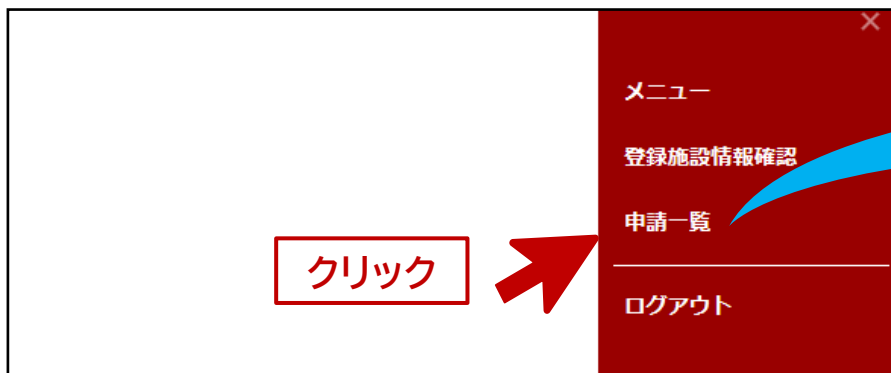 メニュー
登録施設情報確認
申請一覧
クリック
ログアウト